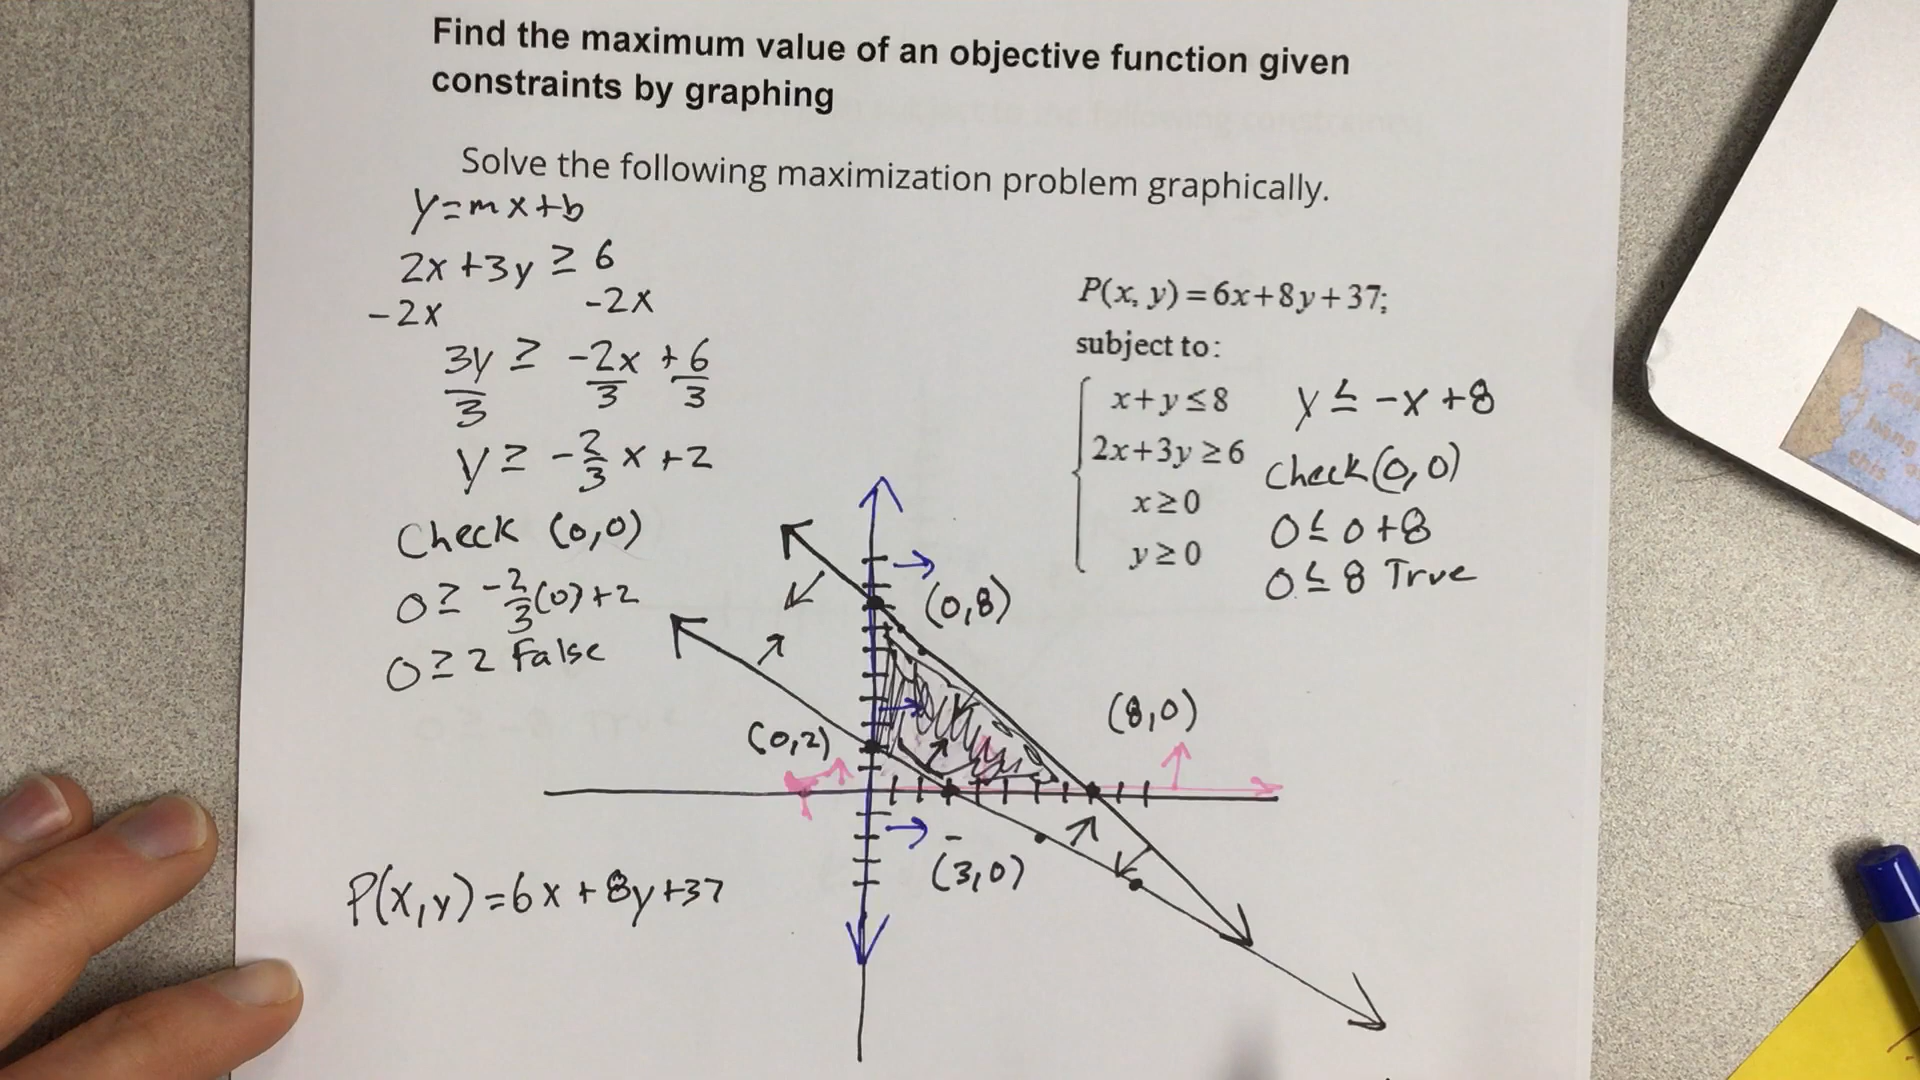 Find the maximum value of an objective function given
constraints by graphing
Solve the following maximization problem graphically.
y=mx+b
2x+3y≥6
-2x -2x
3y/3 ≥ -2x/3 + 6/3
y≥ -2/3 x+2
Check (0,0)
0≥ -2/3(0)+2
0≥2 False
P(x, y)=6x+8y+37;
subject to:
x+y≤8
2x+3y≥6
x≥0
y≥0
y≤ -x+8
Check(0,0)
0≤0+8
0≤8 True
(0,8)
(8,0)
(0,2)
(3,0)
P(x,y)=6x+8y+37